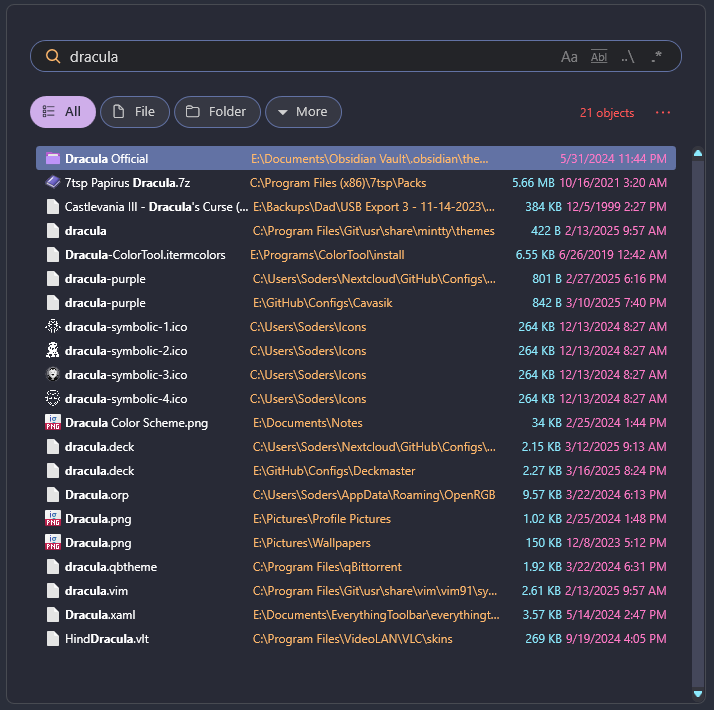 dracula Aa Abl ..\ .*
All File Folder More 21 objects ...
Dracula Official E:\Documents\Obsidian Vault\.obsidian\the... 5/31/2024 11:44 PM
7tsp Papirus Dracula.7z C:\Program Files (x86)\7tsp\Packs 5.66 MB 10/16/2021 3:20 AM
Castlevania III - Dracula's Curse (... E:\Backups\Dad\USB Export 3 - 11-14-2023\... 384 KB 12/5/1999 2:27 PM
dracula C:\Program Files\Git\usr\share\mintty\themes 422 B 2/13/2025 9:57 AM
Dracula-ColorTool.itermcolors E:\Programs\ColorTool\install 6.55 KB 6/26/2019 12:42 AM
dracula-purple C:\Users\Soders\Nextcloud\GitHub\Configs\... 801 B 2/27/2025 6:16 PM
dracula-purple E:\GitHub\Configs\Cavasik 842 B 3/10/2025 7:40 PM
dracula-symbolic-1.ico C:\Users\Soders\Icons 264 KB 12/13/2024 8:27 AM
dracula-symbolic-2.ico C:\Users\Soders\Icons 264 KB 12/13/2024 8:27 AM
dracula-symbolic-3.ico C:\Users\Soders\Icons 264 KB 12/13/2024 8:27 AM
dracula-symbolic-4.ico C:\Users\Soders\Icons 264 KB 12/13/2024 8:27 AM
Dracula Color Scheme.png E:\Documents\Notes 34 KB 2/25/2024 1:44 PM
dracula.deck C:\Users\Soders\Nextcloud\GitHub\Configs\... 2.15 KB 3/12/2025 9:13 AM
dracula.deck E:\GitHub\Configs\Deckmaster 2.27 KB 3/16/2025 8:24 PM
Dracula.orp C:\Users\Soders\AppData\Roaming\OpenRGB 9.57 KB 3/22/2024 6:13 PM
Dracula.png E:\Pictures\Profile Pictures 1.02 KB 2/25/2024 1:48 PM
Dracula.png E:\Pictures\Wallpapers 150 KB 12/8/2023 5:12 PM
dracula.qbtheme C:\Program Files\qBittorrent 1.92 KB 3/22/2024 6:31 PM
dracula.vim C:\Program Files\Git\usr\share\vim\vim91\sy... 2.61 KB 2/13/2025 9:57 AM
Dracula.xaml E:\Documents\EverythingToolbar\everythingt... 3.57 KB 5/14/2024 2:47 PM
HindDracula.vlt C:\Program Files\VideoLAN\VLC\skins 269 KB 9/19/2024 4:05 PM